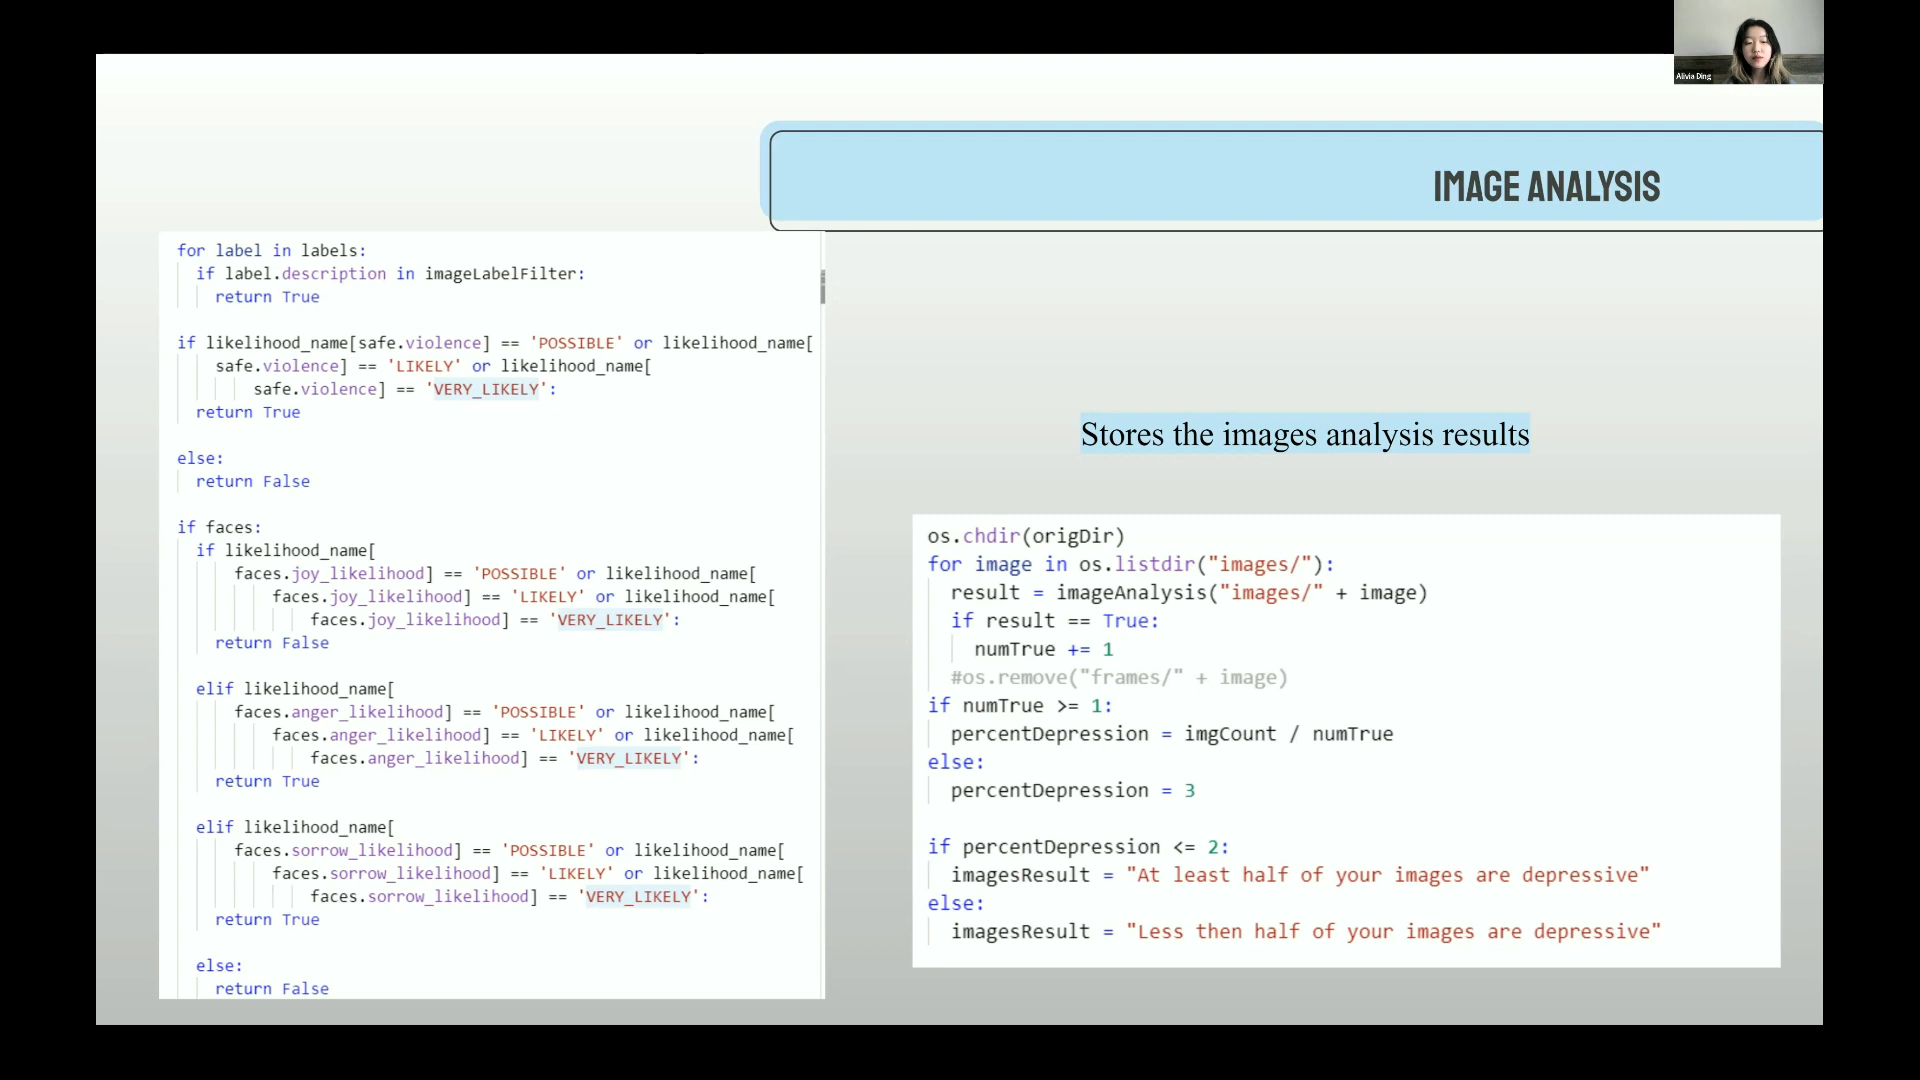 Alivia Ding
IMAGE ANALYSIS
for label in labels:
if label.description in imageLabelFilter:
return True
if likelihood_name[safe.violence] == 'POSSIBLE' or likelihood_name[
safe.violence] == 'LIKELY' or likelihood_name[
safe.violence] == 'VERY_LIKELY':
return True
else:
return False
if faces:
if likelihood_name[
faces.joy_likelihood] == 'POSSIBLE' or likelihood_name[
faces.joy_likelihood] == 'LIKELY' or likelihood_name[
faces.joy_likelihood] == 'VERY_LIKELY':
return False
elif likelihood_name[
faces.anger_likelihood] == 'POSSIBLE' or likelihood_name[
faces.anger_likelihood] == 'LIKELY' or likelihood_name[
faces.anger_likelihood] == 'VERY_LIKELY':
return True
elif likelihood_name[
faces.sorrow_likelihood] == 'POSSIBLE' or likelihood_name[
faces.sorrow_likelihood] == 'LIKELY' or likelihood_name[
faces.sorrow_likelihood] == 'VERY_LIKELY':
return True
else:
return False
Stores the images analysis results
os.chdir(origDir)
for image in os.listdir("images/"):
result = imageAnalysis("images/" + image)
if result == True:
numTrue += 1
#os.remove("frames/" + image)
if numTrue >= 1:
percentDepression = imgCount / numTrue
else:
percentDepression = 3
if percentDepression <= 2:
imagesResult = "At least half of your images are depressive"
else:
imagesResult = "Less then half of your images are depressive"